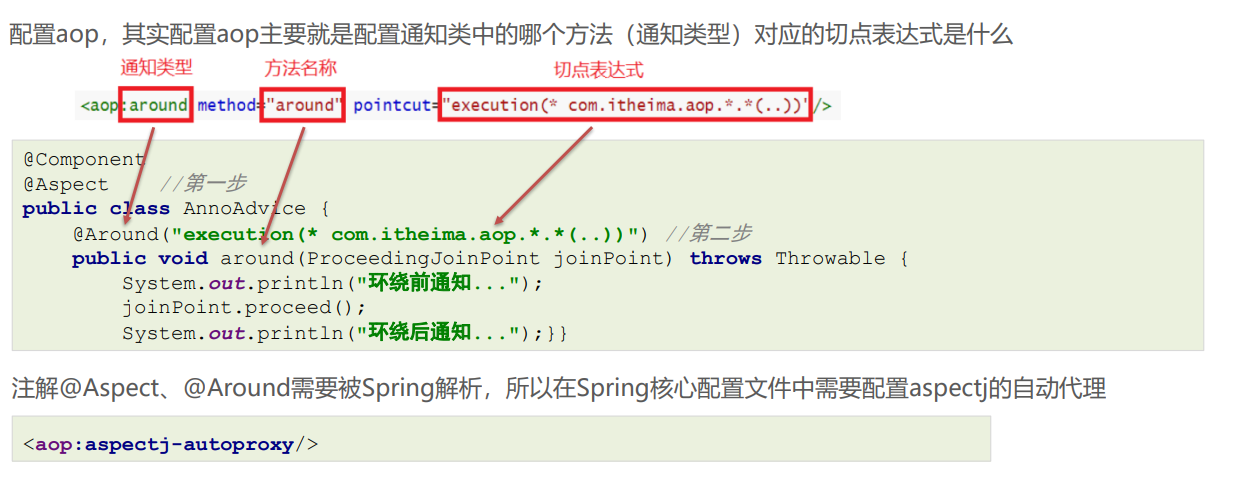 配置aop，其实配置aop主要就是配置通知类中的哪个方法（通知类型）对应的切点表达式是什么
通知类型 方法名称 切点表达式
<aop:around method="around" pointcut="execution(* com.itheima.aop.*.*(..))"/>
@Component
@Aspect //第一步
public class AnnoAdvice {
@Around("execution(* com.itheima.aop.*.*(..))") //第二步
public void around(ProceedingJoinPoint joinPoint) throws Throwable {
System.out.println("环绕前通知...");
joinPoint.proceed();
System.out.println("环绕后通知...");}}
注解@Aspect、@Around需要被Spring解析，所以在Spring核心配置文件中需要配置aspectj的自动代理
<aop:aspectj-autoproxy/>